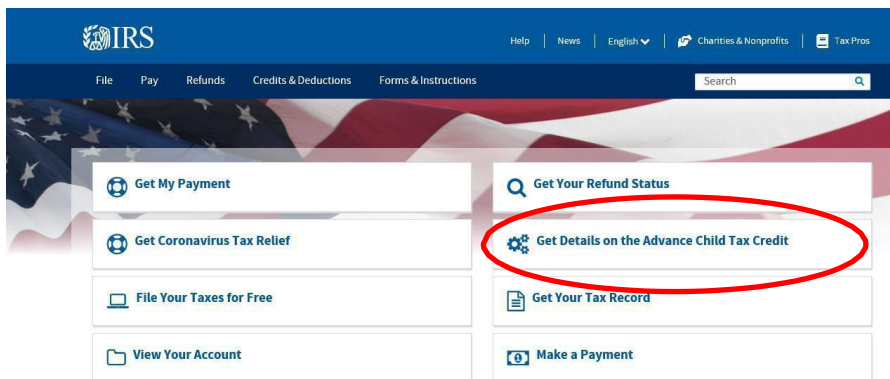 IRS
Help News English Charities & Nonprofits Tax Pros
File Pay Refunds Credits & Deductions Forms & Instructions Search
Get My Payment Get Your Refund Status
Get Coronavirus Tax Relief Get Details on the Advance Child Tax Credit
File Your Taxes for Free Get Your Tax Record
View Your Account Make a Payment